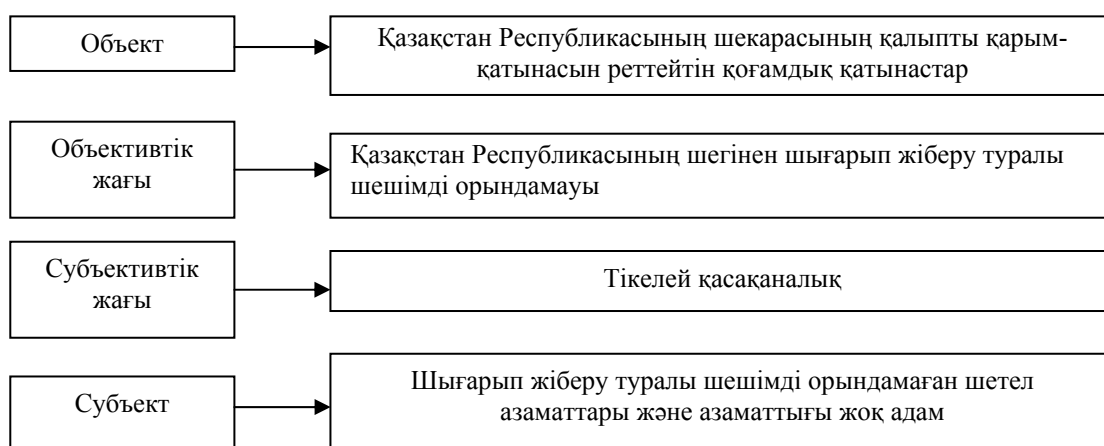 Объект
Қазақстан Республикасының шекарасының қалыпты қарым-
қатынасын реттейтін қоғамдық қатынастар
Объективтік
жағы
Қазақстан Республикасының шегінен шығарып жіберу туралы
шешімді орындамауы
Субъективтік
жағы
Тікелей қасақаналық
Субъект
Шығарып жіберу туралы шешімді орындамаған шетел
азаматтары және азаматтығы жоқ адам